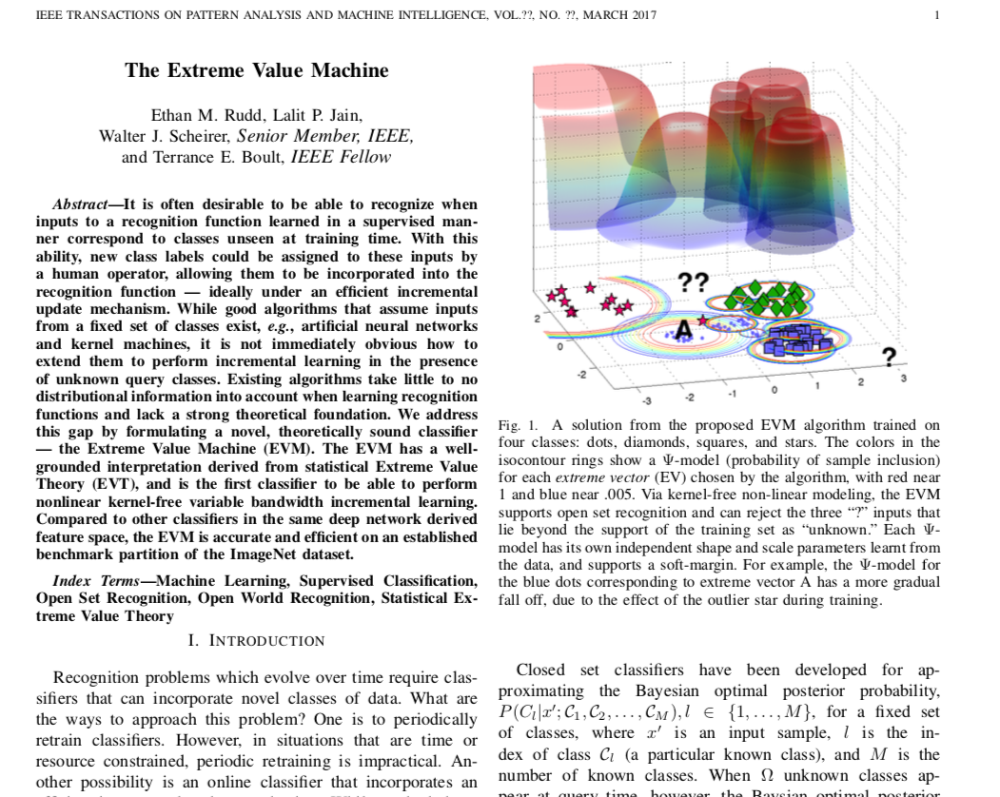 IEEE TRANSACTIONS ON PATTERN ANALYSIS AND MACHINE INTELLIGENCE, VOL.??, NO. ??, MARCH 2017
1
The Extreme Value Machine
Ethan M. Rudd, Lalit P. Jain,
Walter J. Scheirer, Senior Member, IEEE,
and Terrance E. Boult, IEEE Fellow
Abstract—It is often desirable to be able to recognize when
inputs to a recognition function learned in a supervised man-
ner correspond to classes unseen at training time. With this
ability, new class labels could be assigned to these inputs by
a human operator, allowing them to be incorporated into the
recognition function — ideally under an efficient incremental
update mechanism. While good algorithms that assume inputs
from a fixed set of classes exist, e.g., artificial neural networks
and kernel machines, it is not immediately obvious how to
extend them to perform incremental learning in the presence
of unknown query classes. Existing algorithms take little to no
distributional information into account when learning recognition
functions and lack a strong theoretical foundation. We address
this gap by formulating a novel, theoretically sound classifier
— the Extreme Value Machine (EVM). The EVM has a well-
grounded interpretation derived from statistical Extreme Value
Theory (EVT), and is the first classifier to be able to perform
nonlinear kernel-free variable bandwidth incremental learning.
Compared to other classifiers in the same deep network derived
feature space, the EVM is accurate and efficient on an established
benchmark partition of the ImageNet dataset.
Index Terms—Machine Learning, Supervised Classification,
Open Set Recognition, Open World Recognition, Statistical Ex-
treme Value Theory
I. INTRODUCTION
Recognition problems which evolve over time require clas-
sifiers that can incorporate novel classes of data. What are
the ways to approach this problem? One is to periodically
retrain classifiers. However, in situations that are time or
resource constrained, periodic retraining is impractical. An-
other possibility is an online classifier that incorporates an
??
A
?
2
0
-2
-3
-2
-1
0
1
2
3
Fig. 1. A solution from the proposed EVM algorithm trained on
four classes: dots, diamonds, squares, and stars. The colors in the
isocontour rings show a Ψ-model (probability of sample inclusion)
for each extreme vector (EV) chosen by the algorithm, with red near
1 and blue near .005. Via kernel-free non-linear modeling, the EVM
supports open set recognition and can reject the three “?” inputs that
lie beyond the support of the training set as “unknown.” Each Ψ-
model has its own independent shape and scale parameters learnt from
the data, and supports a soft-margin. For example, the Ψ-model for
the blue dots corresponding to extreme vector A has a more gradual
fall off, due to the effect of the outlier star during training.
Closed set classifiers have been developed for ap-
proximating the Bayesian optimal posterior probability,
P(C_l|x′; C_1, C_2, . . . , C_M), l ∈ {1, . . . , M}, for a fixed set
of classes, where x′ is an input sample, l is the in-
dex of class C_l (a particular known class), and M is the
number of known classes. When Ω unknown classes ap-
pear at query time, however, the Baysian optimal posterior